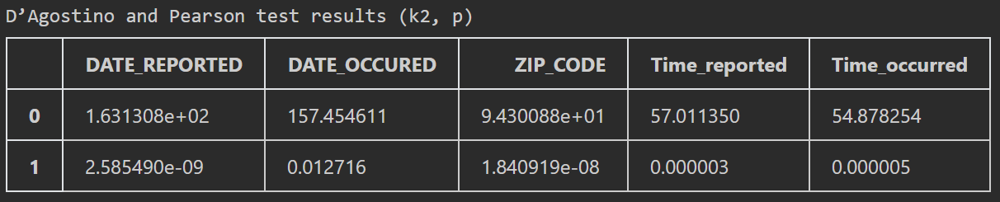 D’Agostino and Pearson test results (k2, p)
DATE_REPORTED DATE_OCCURED ZIP_CODE Time_reported Time_occurred
0 1.631308e+02 157.454611 9.430088e+01 57.011350 54.878254
1 2.585490e-09 0.012716 1.840919e-08 0.000003 0.000005